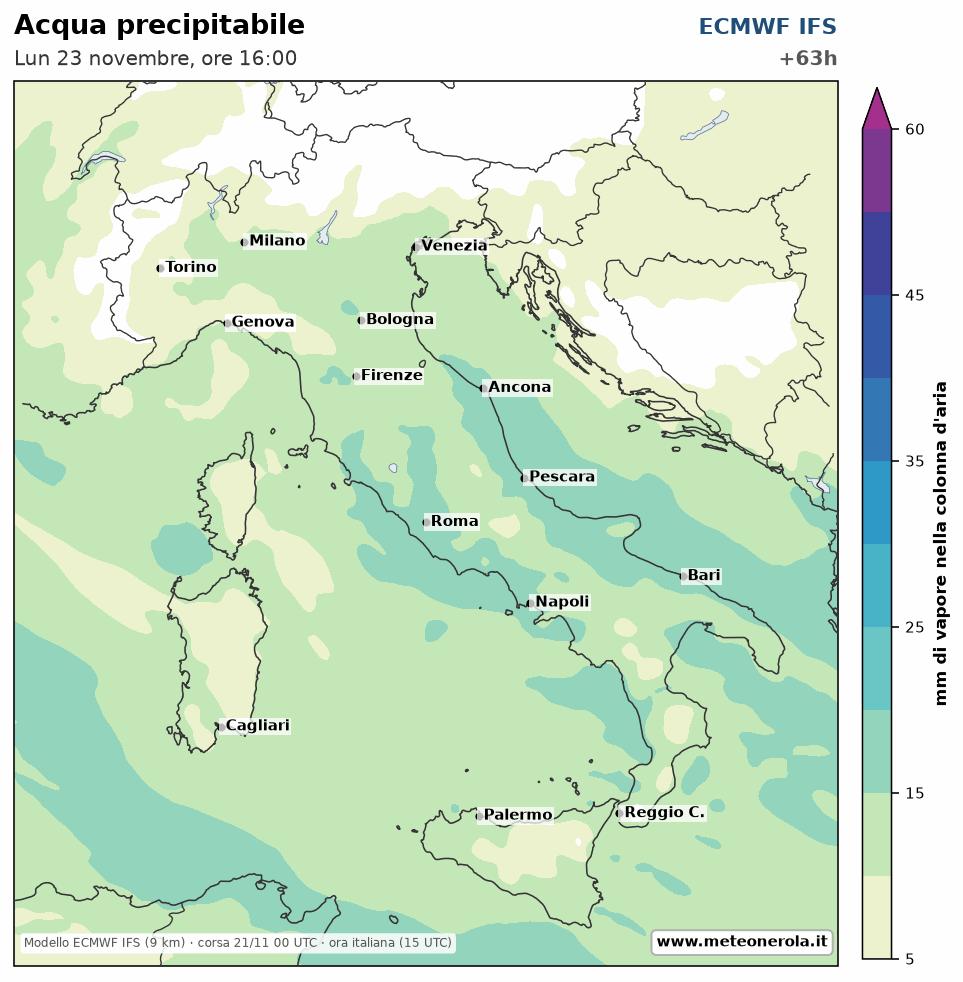 Acqua precipitabile
ECMWF IFS
Lun 23 novembre, ore 16:00
+63h
Milano
Venezia
Torino
Genova
Bologna
Firenze
Ancona
Pescara
Roma
Bari
Napoli
Cagliari
Palermo
Reggio C.
60
45
35
25
15
5
mm di vapore nella colonna d'aria
Modello ECMWF IFS (9 km) · corsa 21/11 00 UTC · ora italiana (15 UTC)
www.meteonerola.it